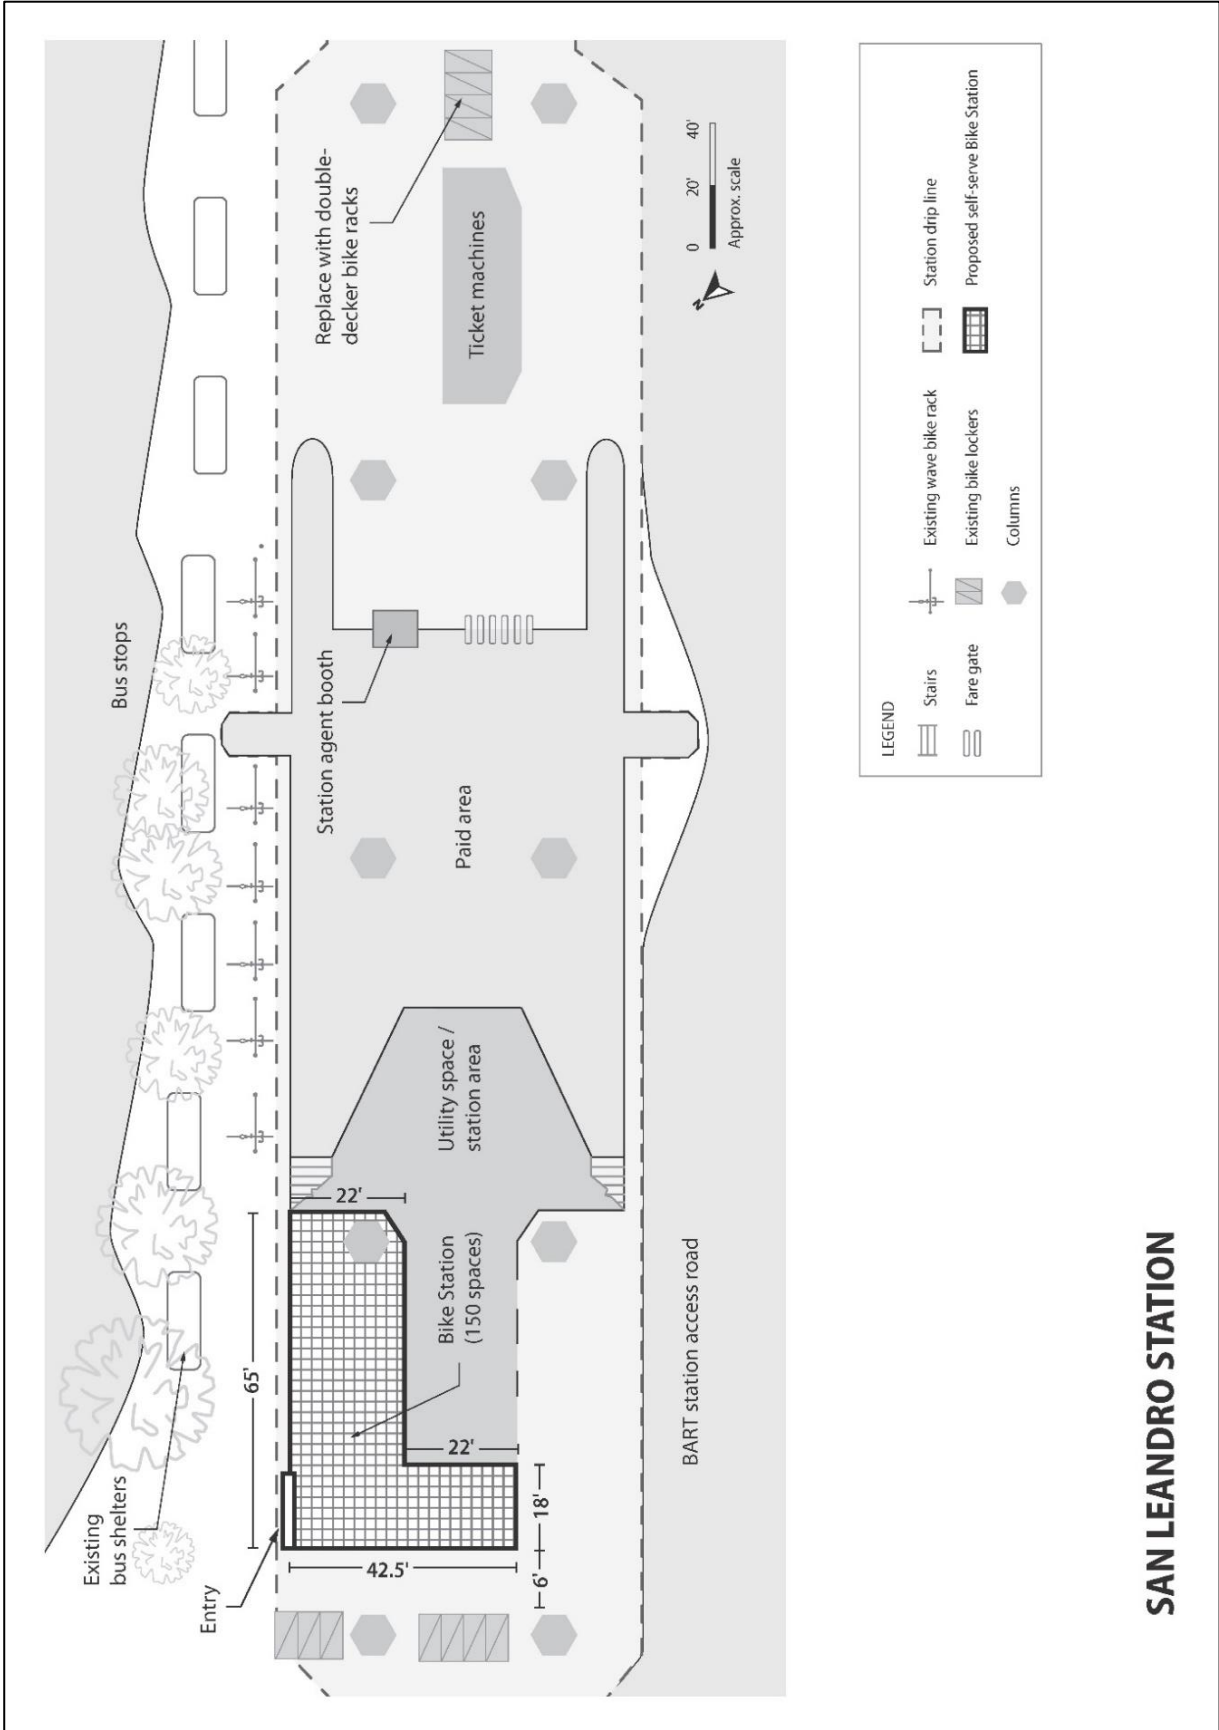 Bus stops
Existing
bus shelters
Entry
65'
22'
22'
42.5'
18'
6'
Bike Station
(150 spaces)
Utility space /
station area
Paid area
Station agent booth
Replace with double-
decker bike racks
Ticket machines
BART station access road
N
0
20'
40'
Approx. scale
LEGEND
Stairs
Fare gate
Existing wave bike rack
Existing bike lockers
Columns
Station drip line
Proposed self-serve Bike Station
SAN LEANDRO STATION